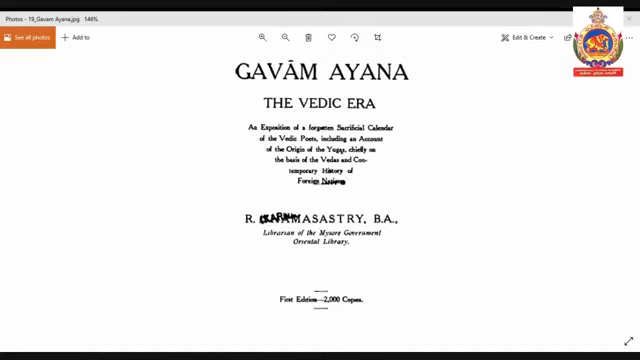 Photos - 19_Gavam Ayana.jpg 146%
See all photos
Add to
Edit & Create
GAVĀM AYANA
THE VEDIC ERA
An Exposition of a forgotten Sacrificial Calendar
of the Vedic Poets, including an Account
of the Origin of the Yugas, chiefly on
the basis of the Vedas and Con-
temporary History of
Foreign Nations
R. MASASTRY, B.A.,
Librarian of the Mysore Government
Oriental Library.
First Edition—2,000 Copies.